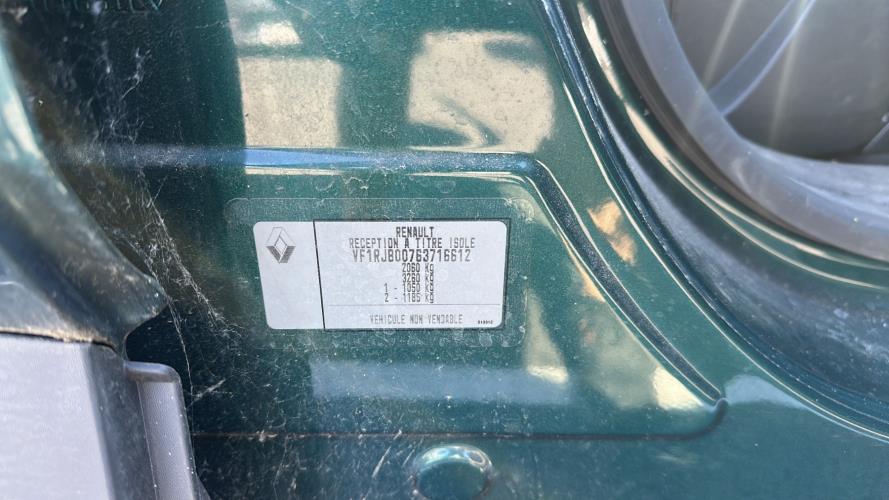 RENAULT
RECEPTION A TITRE ISOLE
VF1RJB00763716612
2060 Kg
3260 Kg
1 - 1050 Kg
2 - 1185 Kg
VEHICULE NON VENDABLE